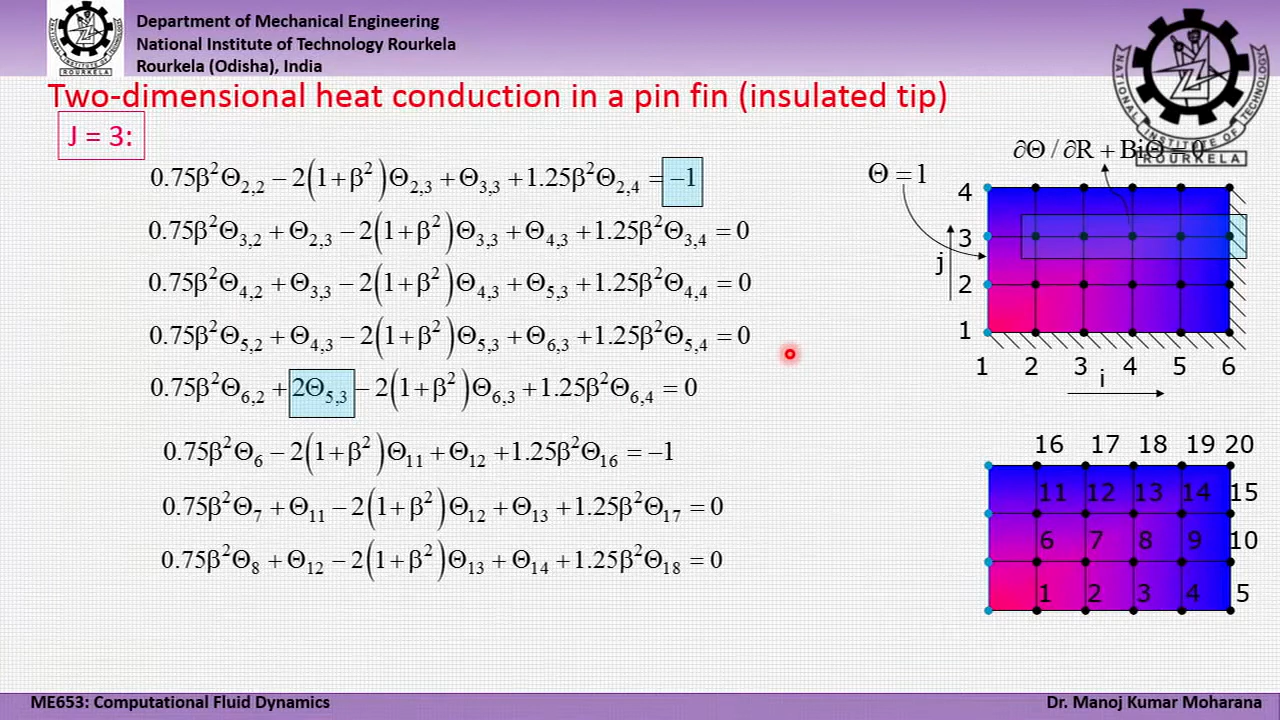 Department of Mechanical Engineering
National Institute of Technology Rourkela
Rourkela (Odisha), India
Two-dimensional heat conduction in a pin fin (insulated tip)
J = 3:
0.75β²Θ₂,₂ − 2(1+β²)Θ₂,₃ + Θ₃,₃ + 1.25β²Θ₂,₄ = −1
0.75β²Θ₃,₂ + Θ₂,₃ − 2(1+β²)Θ₃,₃ + Θ₄,₃ + 1.25β²Θ₃,₄ = 0
0.75β²Θ₄,₂ + Θ₃,₃ − 2(1+β²)Θ₄,₃ + Θ₅,₃ + 1.25β²Θ₄,₄ = 0
0.75β²Θ₅,₂ + Θ₄,₃ − 2(1+β²)Θ₅,₃ + Θ₆,₃ + 1.25β²Θ₅,₄ = 0
0.75β²Θ₆,₂ + 2Θ₅,₃ − 2(1+β²)Θ₆,₃ + 1.25β²Θ₆,₄ = 0
0.75β²Θ₆ − 2(1+β²)Θ₁₁ + Θ₁₂ + 1.25β²Θ₁₆ = −1
0.75β²Θ₇ + Θ₁₁ − 2(1+β²)Θ₁₂ + Θ₁₃ + 1.25β²Θ₁₇ = 0
0.75β²Θ₈ + Θ₁₂ − 2(1+β²)Θ₁₃ + Θ₁₄ + 1.25β²Θ₁₈ = 0
∂Θ / ∂R + BiΘ = 0
Θ = 1
4
3
j
2
1
1 2 3 4 5 6
i
16 17 18 19 20
11 12 13 14 15
6 7 8 9 10
1 2 3 4 5
NATIONAL INSTITUTE OF TECHNOLOGY
ROURKELA
ROURKELA
ME653: Computational Fluid Dynamics
Dr. Manoj Kumar Moharana